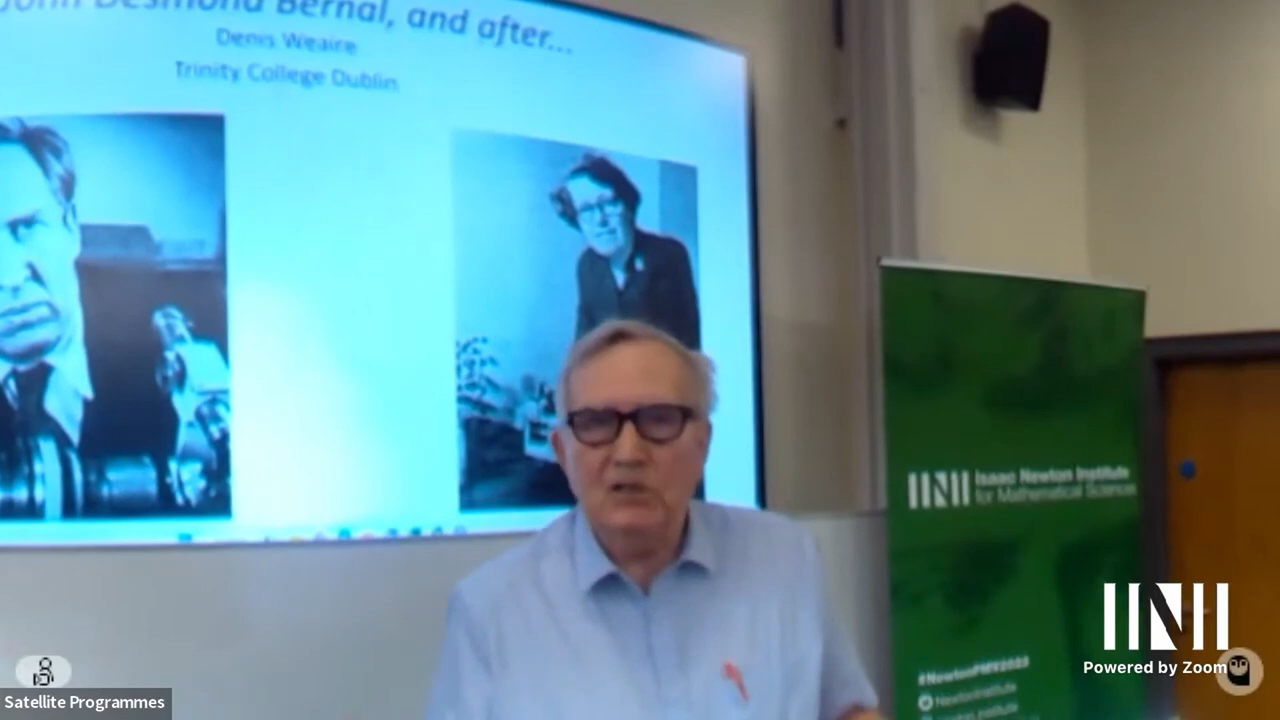 John Desmond Bernal, and after...
Denis Weaire
Trinity College Dublin
INI Isaac Newton Institute
for Mathematical Sciences
NewtonInstitute
INI
Powered by Zoom
Satellite Programmes